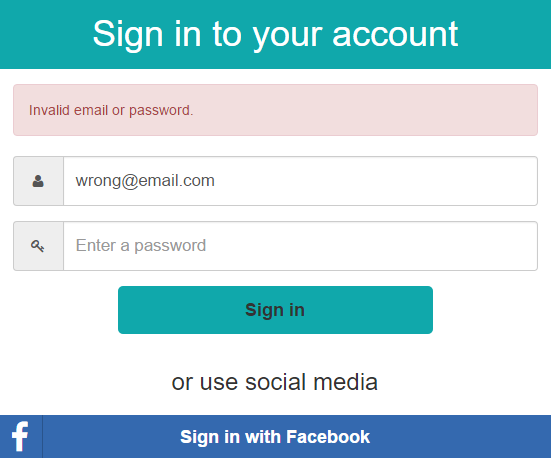 Sign in to your account
Invalid email or password.
wrong@email.com
Enter a password
Sign in
or use social media
f
Sign in with Facebook